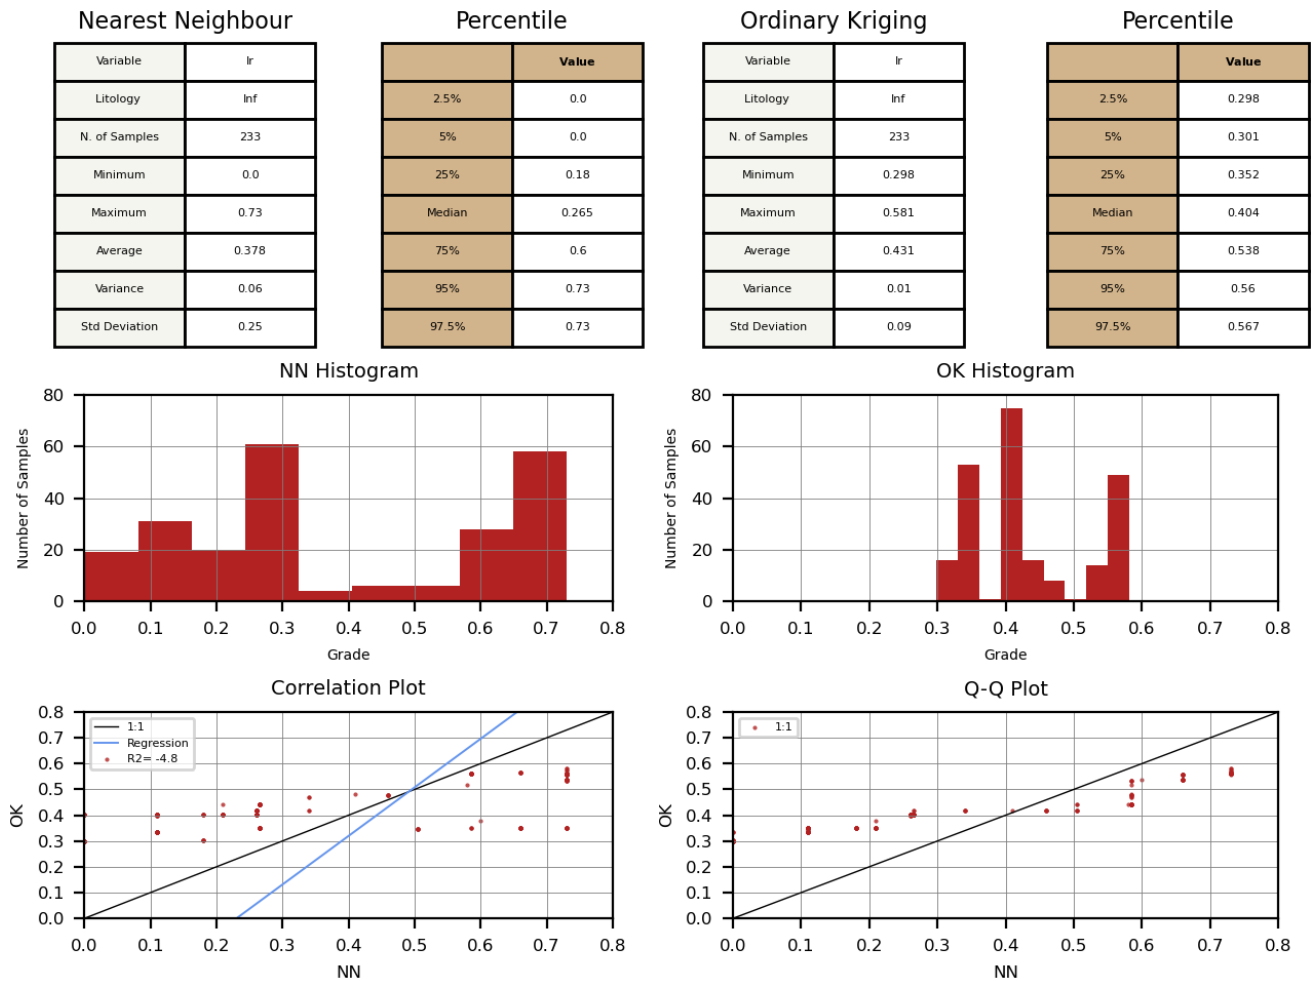 Nearest Neighbour
Percentile
Ordinary Kriging
Percentile
Variable Ir
Litology Inf
N. of Samples 233
Minimum 0.0
Maximum 0.73
Average 0.378
Variance 0.06
Std Deviation 0.25
Value
2.5% 0.0
5% 0.0
25% 0.18
Median 0.265
75% 0.6
95% 0.73
97.5% 0.73
Variable Ir
Litology Inf
N. of Samples 233
Minimum 0.298
Maximum 0.581
Average 0.431
Variance 0.01
Std Deviation 0.09
Value
2.5% 0.298
5% 0.301
25% 0.352
Median 0.404
75% 0.538
95% 0.56
97.5% 0.567
NN Histogram
Number of Samples
80
60
40
20
0
0.0 0.1 0.2 0.3 0.4 0.5 0.6 0.7 0.8
Grade
OK Histogram
Number of Samples
80
60
40
20
0
0.0 0.1 0.2 0.3 0.4 0.5 0.6 0.7 0.8
Grade
Correlation Plot
1:1
Regression
R2= -4.8
OK
0.8
0.7
0.6
0.5
0.4
0.3
0.2
0.1
0.0
0.0 0.1 0.2 0.3 0.4 0.5 0.6 0.7 0.8
NN
Q-Q Plot
1:1
OK
0.8
0.7
0.6
0.5
0.4
0.3
0.2
0.1
0.0
0.0 0.1 0.2 0.3 0.4 0.5 0.6 0.7 0.8
NN